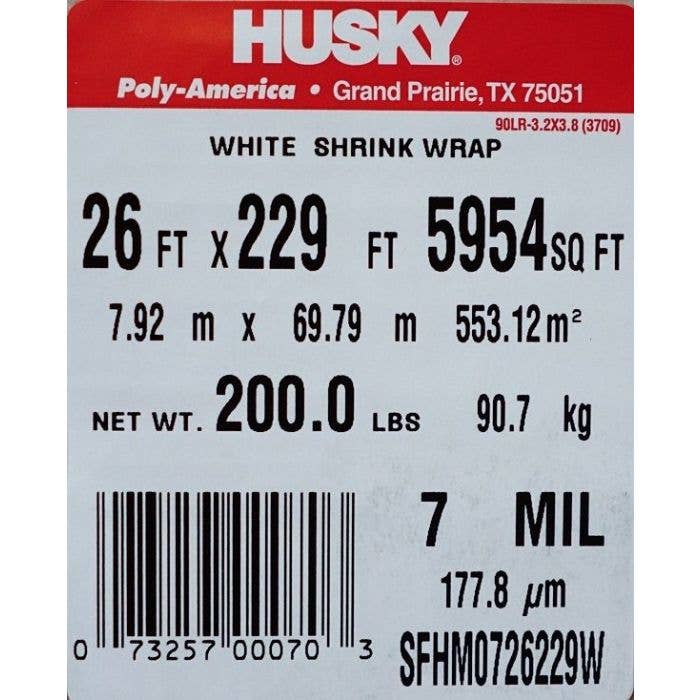 HUSKY®
Poly-America • Grand Prairie, TX 75051
90LR-3.2X3.8 (3709)
WHITE SHRINK WRAP
26 FT X 229 FT 5954 SQ FT
7.92 m x 69.79 m 553.12 m²
NET WT. 200.0 LBS 90.7 kg
7 MIL
177.8 µm
SFHM0726229W
0 73257 00070 3